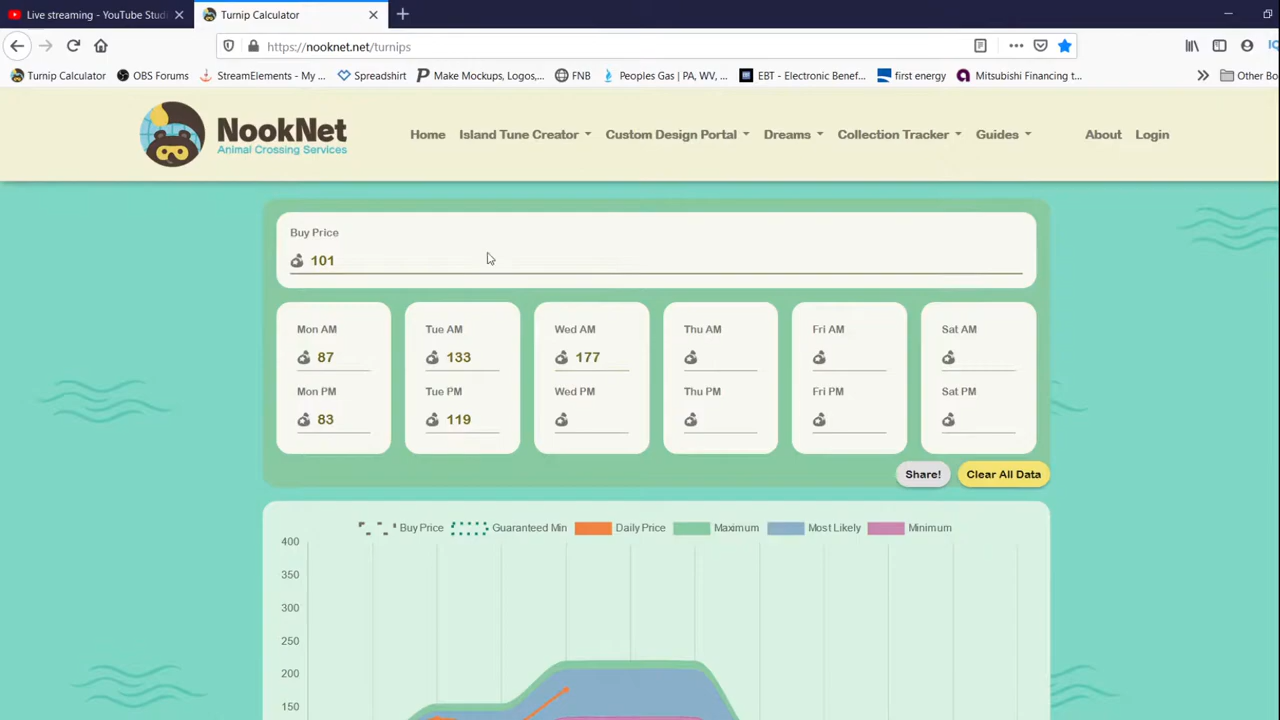 Live streaming - YouTube Studi
Turnip Calculator
https://nooknet.net/turnips
Turnip Calculator
OBS Forums
StreamElements - My ...
Spreadshirt
Make Mockups, Logos,...
FNB
Peoples Gas | PA, WV, ...
EBT - Electronic Benef...
first energy
Mitsubishi Financing t...
Other Bo
NookNet
Animal Crossing Services
Home
Island Tune Creator
Custom Design Portal
Dreams
Collection Tracker
Guides
About
Login
Buy Price
101
Mon AM
Tue AM
Wed AM
Thu AM
Fri AM
Sat AM
87
133
177
Mon PM
Tue PM
Wed PM
Thu PM
Fri PM
Sat PM
83
119
Share!
Clear All Data
Buy Price
Guaranteed Min
Daily Price
Maximum
Most Likely
Minimum
400
350
300
250
200
150